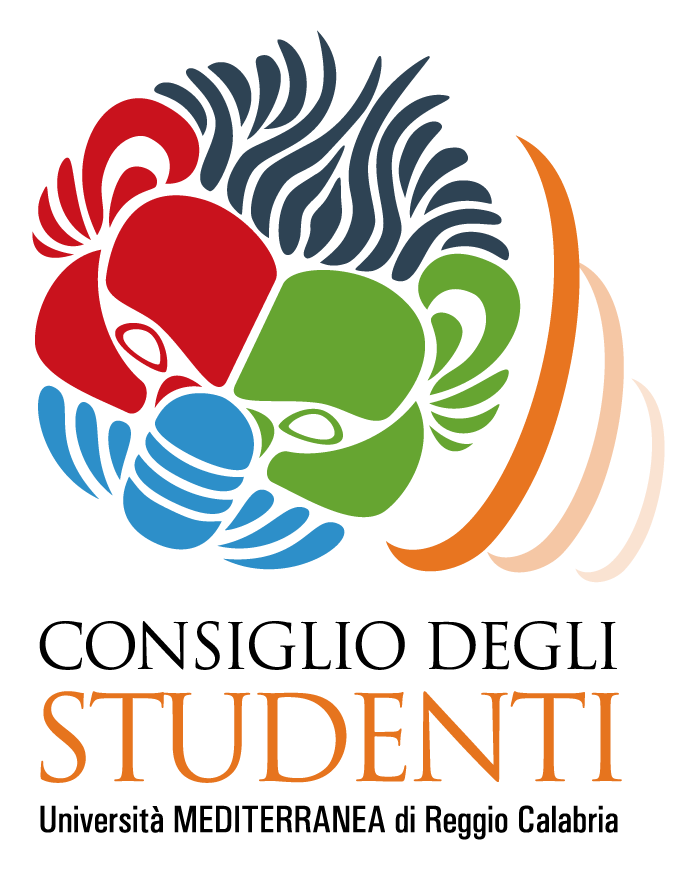 CONSIGLIO DEGLI
STUDENTI
Università MEDITERRANEA di Reggio Calabria